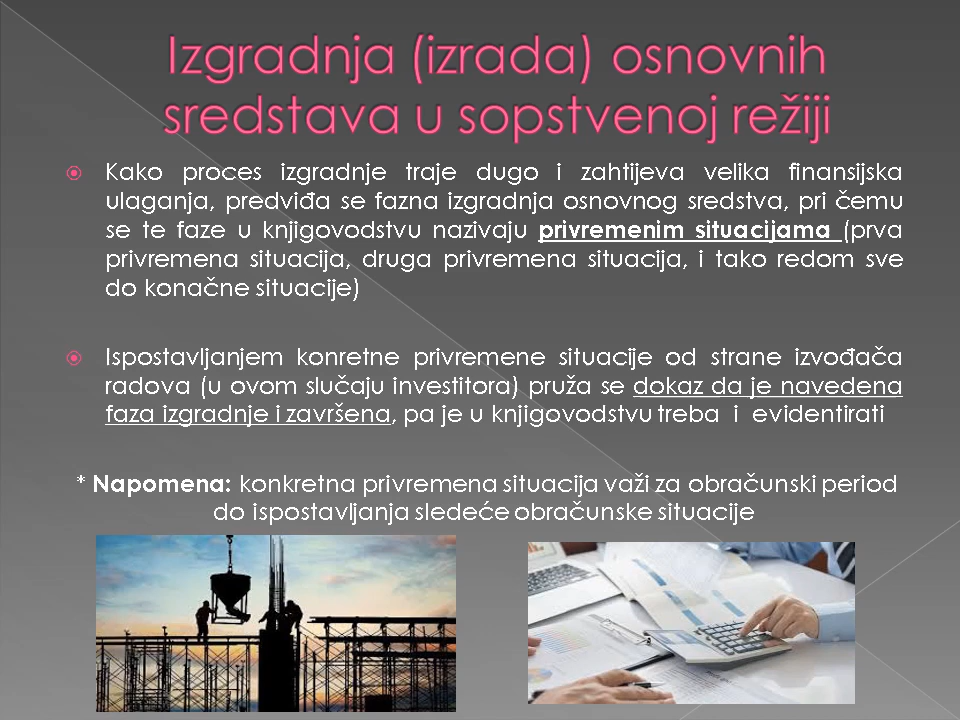 Izgradnja (izrada) osnovnih
sredstava u sopstvenoj režiji
Kako proces izgradnje traje dugo i zahtijeva velika finansijska
ulaganja, predviđa se fazna izgradnja osnovnog sredstva, pri čemu
se te faze u knjigovodstvu nazivaju privremenim situacijama (prva
privremena situacija, druga privremena situacija, i tako redom sve
do konačne situacije)
Ispostavljanjem konretne privremene situacije od strane izvođača
radova (u ovom slučaju investitora) pruža se dokaz da je navedena
faza izgradnje i završena, pa je u knjigovodstvu treba i evidentirati
* Napomena: konkretna privremena situacija važi za obračunski period
do ispostavljanja sledeće obračunske situacije